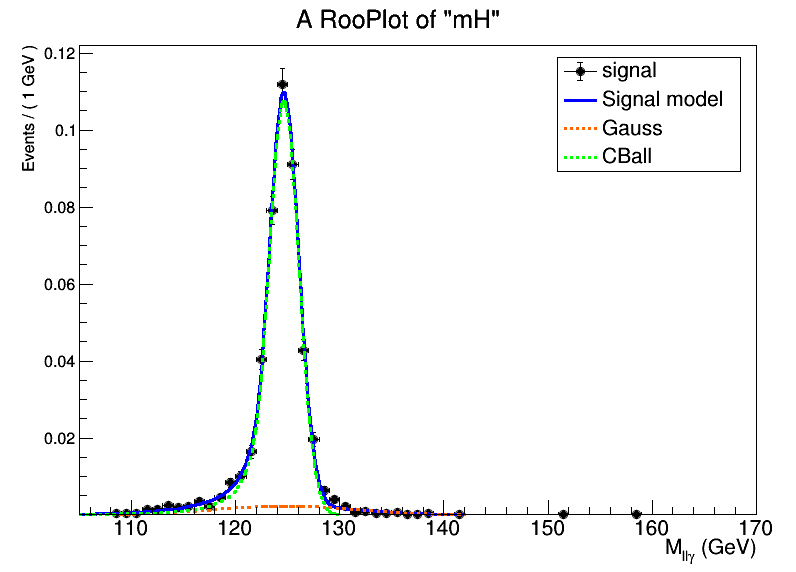 A RooPlot of "mH"
Events / ( 1 GeV )
0.12
0.1
0.08
0.06
0.04
0.02
signal
Signal model
Gauss
CBall
110 120 130 140 150 160 170
M_llγ (GeV)